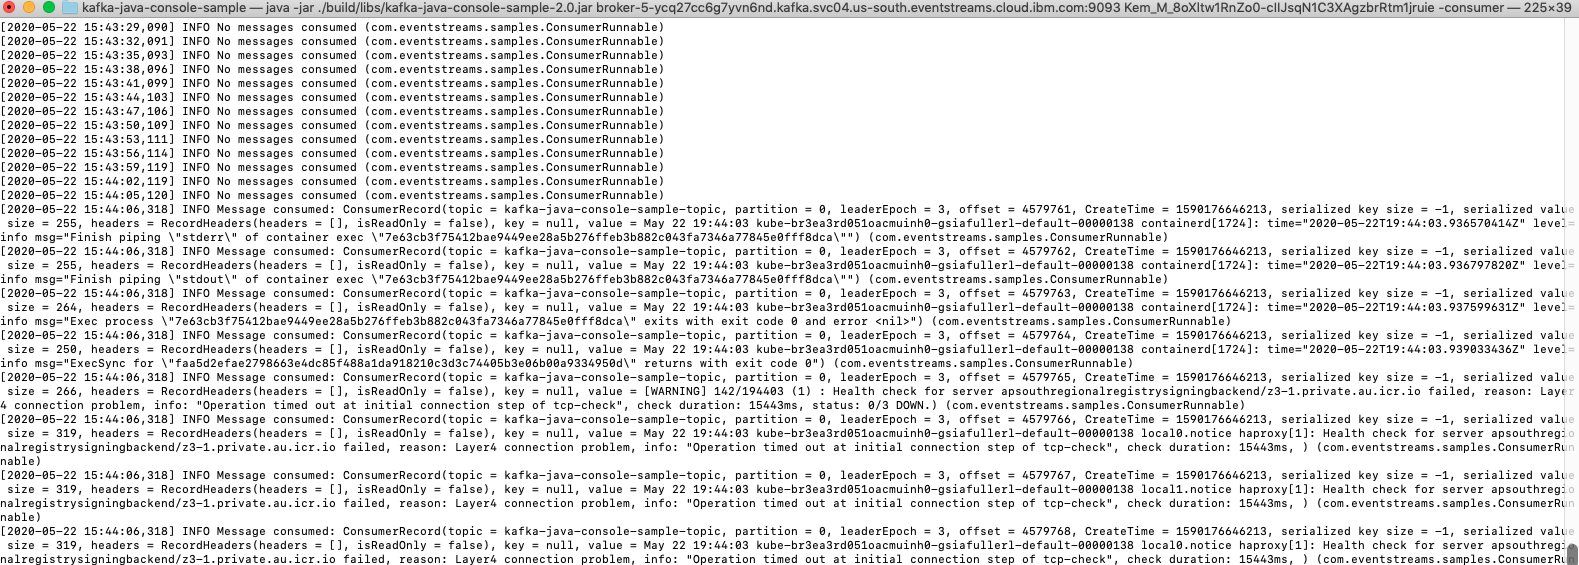 kafka-java-console-sample — java -jar ./build/libs/kafka-java-console-sample-2.0.jar broker-5-ycq27cc6g7yvn6nd.kafka.svc04.us-south.eventstreams.cloud.ibm.com:9093 -consumer — 225×39
[2020-05-22 15:43:29,090] INFO No messages consumed (com.eventstreams.samples.ConsumerRunnable)
[2020-05-22 15:43:32,091] INFO No messages consumed (com.eventstreams.samples.ConsumerRunnable)
[2020-05-22 15:43:35,093] INFO No messages consumed (com.eventstreams.samples.ConsumerRunnable)
[2020-05-22 15:43:38,096] INFO No messages consumed (com.eventstreams.samples.ConsumerRunnable)
[2020-05-22 15:43:41,099] INFO No messages consumed (com.eventstreams.samples.ConsumerRunnable)
[2020-05-22 15:43:44,103] INFO No messages consumed (com.eventstreams.samples.ConsumerRunnable)
[2020-05-22 15:43:47,106] INFO No messages consumed (com.eventstreams.samples.ConsumerRunnable)
[2020-05-22 15:43:50,109] INFO No messages consumed (com.eventstreams.samples.ConsumerRunnable)
[2020-05-22 15:43:53,111] INFO No messages consumed (com.eventstreams.samples.ConsumerRunnable)
[2020-05-22 15:43:56,114] INFO No messages consumed (com.eventstreams.samples.ConsumerRunnable)
[2020-05-22 15:43:59,119] INFO No messages consumed (com.eventstreams.samples.ConsumerRunnable)
[2020-05-22 15:44:02,119] INFO No messages consumed (com.eventstreams.samples.ConsumerRunnable)
[2020-05-22 15:44:05,120] INFO No messages consumed (com.eventstreams.samples.ConsumerRunnable)
[2020-05-22 15:44:06,318] INFO Message consumed: ConsumerRecord(topic = kafka-java-console-sample-topic, partition = 0, leaderEpoch = 3, offset = 4579761, CreateTime = 1590176646213, serialized key size = -1, serialized value
size = 255, headers = RecordHeaders(headers = [], isReadOnly = false), key = null, value = May 22 19:44:03 kube-br3ea3rd051oacmuinh0-gsiafullerl-default-00000138 containerd[1724]: time="2020-05-22T19:44:03.936570414Z" level=
info msg="Finish piping \"stderr\" of container exec \"7e63cb3f75412bae9449ee28a5b276ffeb3b882c043fa7346a77845e0fff8dca\"") (com.eventstreams.samples.ConsumerRunnable)
[2020-05-22 15:44:06,318] INFO Message consumed: ConsumerRecord(topic = kafka-java-console-sample-topic, partition = 0, leaderEpoch = 3, offset = 4579762, CreateTime = 1590176646213, serialized key size = -1, serialized value
size = 255, headers = RecordHeaders(headers = [], isReadOnly = false), key = null, value = May 22 19:44:03 kube-br3ea3rd051oacmuinh0-gsiafullerl-default-00000138 containerd[1724]: time="2020-05-22T19:44:03.936797820Z" level=
info msg="Finish piping \"stdout\" of container exec \"7e63cb3f75412bae9449ee28a5b276ffeb3b882c043fa7346a77845e0fff8dca\"") (com.eventstreams.samples.ConsumerRunnable)
[2020-05-22 15:44:06,318] INFO Message consumed: ConsumerRecord(topic = kafka-java-console-sample-topic, partition = 0, leaderEpoch = 3, offset = 4579763, CreateTime = 1590176646213, serialized key size = -1, serialized value
size = 264, headers = RecordHeaders(headers = [], isReadOnly = false), key = null, value = May 22 19:44:03 kube-br3ea3rd051oacmuinh0-gsiafullerl-default-00000138 containerd[1724]: time="2020-05-22T19:44:03.937599631Z" level=
info msg="Exec process \"7e63cb3f75412bae9449ee28a5b276ffeb3b882c043fa7346a77845e0fff8dca\" exits with exit code 0 and error <nil>") (com.eventstreams.samples.ConsumerRunnable)
[2020-05-22 15:44:06,318] INFO Message consumed: ConsumerRecord(topic = kafka-java-console-sample-topic, partition = 0, leaderEpoch = 3, offset = 4579764, CreateTime = 1590176646213, serialized key size = -1, serialized value
size = 250, headers = RecordHeaders(headers = [], isReadOnly = false), key = null, value = May 22 19:44:03 kube-br3ea3rd051oacmuinh0-gsiafullerl-default-00000138 containerd[1724]: time="2020-05-22T19:44:03.939033436Z" level=
info msg="ExecSync for \"faa5d2efae2798663e4dc85f488a1da918210c3d3c74405b3e06b00a9334950d\" returns with exit code 0") (com.eventstreams.samples.ConsumerRunnable)
[2020-05-22 15:44:06,318] INFO Message consumed: ConsumerRecord(topic = kafka-java-console-sample-topic, partition = 0, leaderEpoch = 3, offset = 4579765, CreateTime = 1590176646213, serialized key size = -1, serialized value
size = 266, headers = RecordHeaders(headers = [], isReadOnly = false), key = null, value = [WARNING] 142/194403 (1) : Health check for server apsouthregionalregistrysigningbackend/z3-1.private.au.icr.io failed, reason: Layer
4 connection problem, info: "Operation timed out at initial connection step of tcp-check", check duration: 15443ms, status: 0/3 DOWN.) (com.eventstreams.samples.ConsumerRunnable)
[2020-05-22 15:44:06,318] INFO Message consumed: ConsumerRecord(topic = kafka-java-console-sample-topic, partition = 0, leaderEpoch = 3, offset = 4579766, CreateTime = 1590176646213, serialized key size = -1, serialized value
size = 319, headers = RecordHeaders(headers = [], isReadOnly = false), key = null, value = May 22 19:44:03 kube-br3ea3rd051oacmuinh0-gsiafullerl-default-00000138 local0.notice haproxy[1]: Health check for server apsouthregio
nalregistrysigningbackend/z3-1.private.au.icr.io failed, reason: Layer4 connection problem, info: "Operation timed out at initial connection step of tcp-check", check duration: 15443ms, ) (com.eventstreams.samples.ConsumerRun
nable)
[2020-05-22 15:44:06,318] INFO Message consumed: ConsumerRecord(topic = kafka-java-console-sample-topic, partition = 0, leaderEpoch = 3, offset = 4579767, CreateTime = 1590176646213, serialized key size = -1, serialized value
size = 319, headers = RecordHeaders(headers = [], isReadOnly = false), key = null, value = May 22 19:44:03 kube-br3ea3rd051oacmuinh0-gsiafullerl-default-00000138 local1.notice haproxy[1]: Health check for server apsouthregio
nalregistrysigningbackend/z3-1.private.au.icr.io failed, reason: Layer4 connection problem, info: "Operation timed out at initial connection step of tcp-check", check duration: 15443ms, ) (com.eventstreams.samples.ConsumerRun
nable)
[2020-05-22 15:44:06,318] INFO Message consumed: ConsumerRecord(topic = kafka-java-console-sample-topic, partition = 0, leaderEpoch = 3, offset = 4579768, CreateTime = 1590176646213, serialized key size = -1, serialized value
size = 319, headers = RecordHeaders(headers = [], isReadOnly = false), key = null, value = May 22 19:44:03 kube-br3ea3rd051oacmuinh0-gsiafullerl-default-00000138 local0.notice haproxy[1]: Health check for server apsouthregio
nalregistrysigningbackend/z3-1.private.au.icr.io failed, reason: Layer4 connection problem, info: "Operation timed out at initial connection step of tcp-check", check duration: 15443ms, ) (com.eventstreams.samples.ConsumerRun